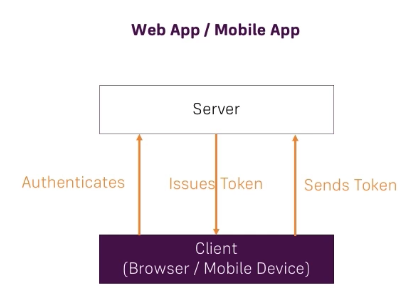 Web App / Mobile App
Server
Authenticates
Issues Token
Sends Token
Client
(Browser / Mobile Device)